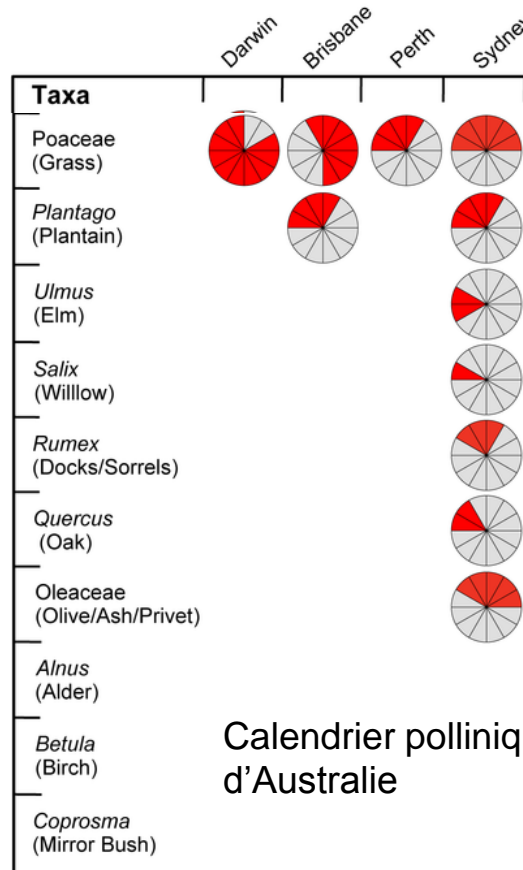 Darwin
Brisbane
Perth
Sydney
Taxa
Poaceae
(Grass)
Plantago
(Plantain)
Ulmus
(Elm)
Salix
(Willlow)
Rumex
(Docks/Sorrels)
Quercus
(Oak)
Oleaceae
(Olive/Ash/Privet)
Alnus
(Alder)
Betula
(Birch)
Coprosma
(Mirror Bush)
Calendrier polliniq
d’Australie